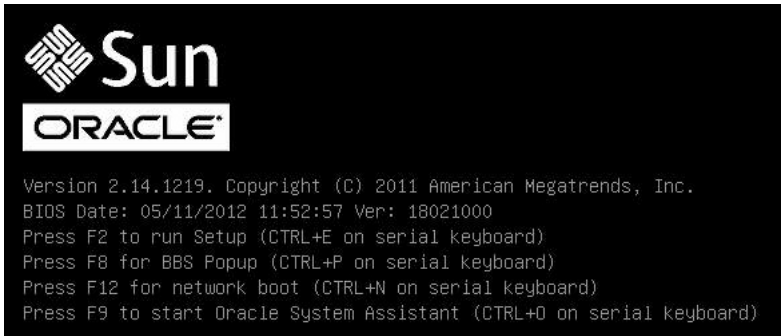 Sun
ORACLE
Version 2.14.1219. Copyright (C) 2011 American Megatrends, Inc.
BIOS Date: 05/11/2012 11:52:57 Ver: 18021000
Press F2 to run Setup (CTRL+E on serial keyboard)
Press F8 for BBS Popup (CTRL+P on serial keyboard)
Press F12 for network boot (CTRL+N on serial keyboard)
Press F9 to start Oracle System Assistant (CTRL+O on serial keyboard)